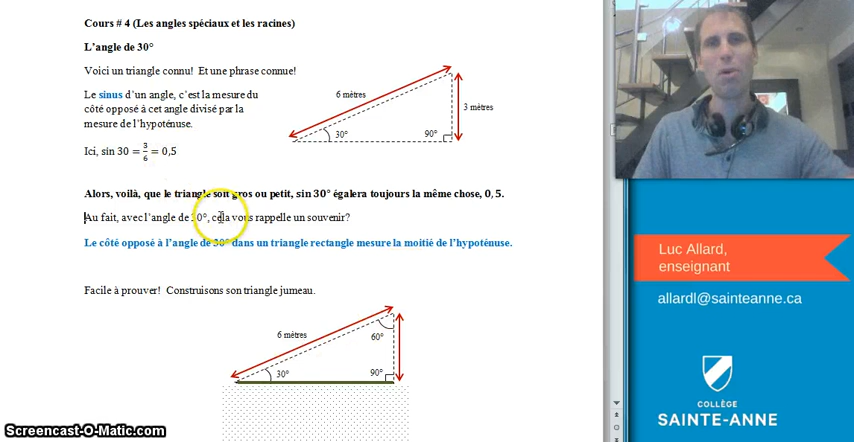 Cours # 4 (Les angles spéciaux et les racines)
L'angle de 30°
Voici un triangle connu! Et une phrase connue!
Le sinus d'un angle, c'est la mesure du
côté opposé à cet angle divisé par la
mesure de l'hypoténuse.
Ici, sin 30 = 3/6 = 0,5
6 mètres
3 mètres
30°
90°
Alors, voilà, que le triangle soit gros ou petit, sin 30° égalera toujours la même chose, 0, 5.
Au fait, avec l'angle de 30°, cela vous rappelle un souvenir?
Le côté opposé à l'angle de 30° dans un triangle rectangle mesure la moitié de l'hypoténuse.
Facile à prouver! Construisons son triangle jumeau.
6 mètres
60°
30°
90°
Luc Allard,
enseignant
allardl@sainteanne.ca
COLLÈGE
SAINTE-ANNE
Screencast-O-Matic.com